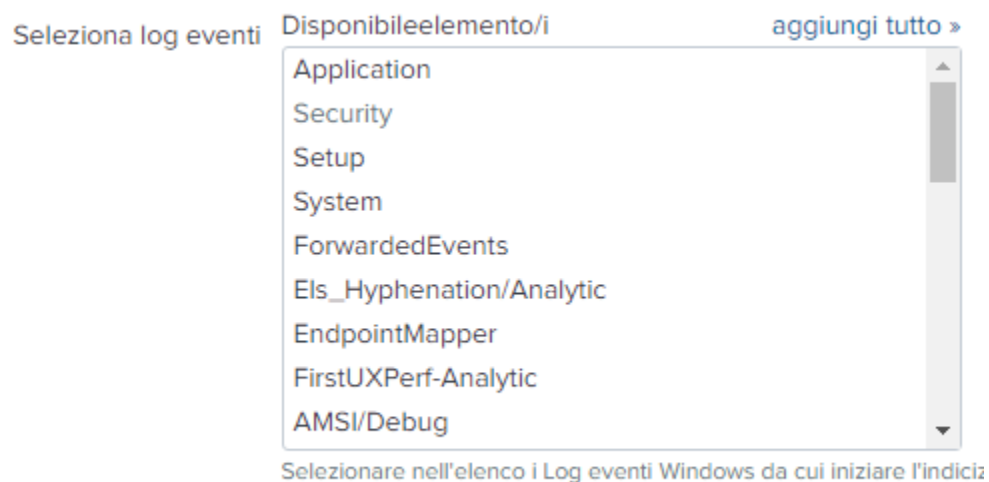 Seleziona log eventi
Disponibileelemento/i aggiungi tutto »
Application
Security
Setup
System
ForwardedEvents
Els_Hyphenation/Analytic
EndpointMapper
FirstUXPerf-Analytic
AMSI/Debug
Selezionare nell'elenco i Log eventi Windows da cui iniziare